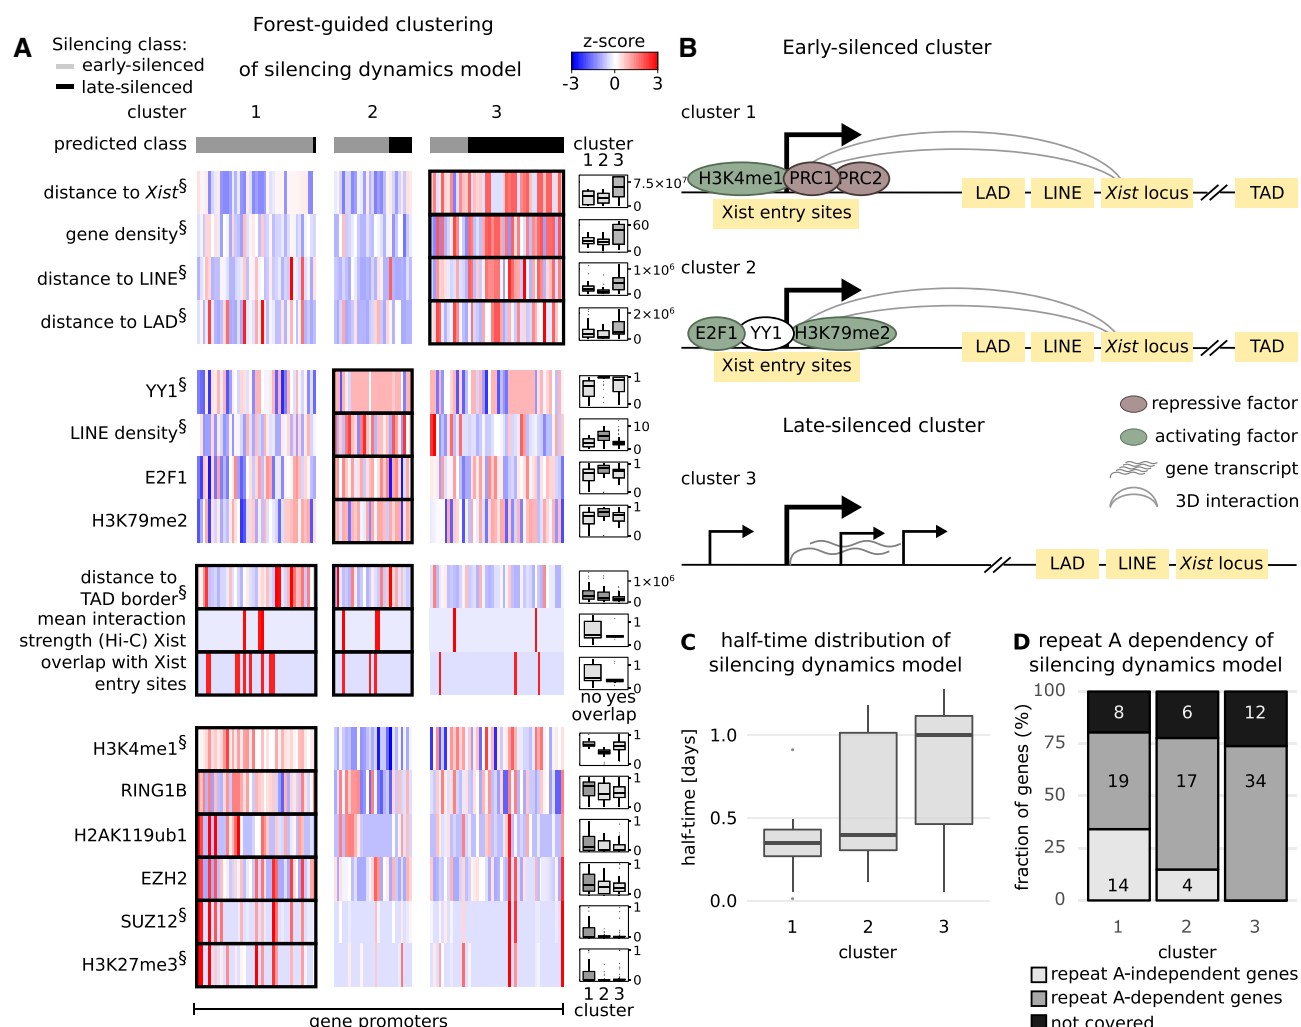 Forest-guided clustering
of silencing dynamics model
A
Silencing class:
early-silenced
late-silenced
z-score
-3 0 3
cluster 1 2 3
predicted class
cluster
1 2 3
distance to Xist§
7.5×10⁷
0
gene density§
60
0
distance to LINE§
1×10⁶
0
distance to LAD§
2×10⁶
0
YY1§
1
0
LINE density§
10
0
E2F1
1
0
H3K79me2
1
0
distance to
TAD border§
1×10⁶
0
mean interaction
strength (Hi-C) Xist
1
0
overlap with Xist
entry sites
1
0
no yes
overlap
H3K4me1§
1
0
RING1B
1
0
H2AK119ub1
1
0
EZH2
1
0
SUZ12§
1
0
H3K27me3§
1
0
1 2 3
cluster
gene promoters
B
Early-silenced cluster
cluster 1
H3K4me1 PRC1 PRC2
Xist entry sites
LAD LINE Xist locus TAD
cluster 2
E2F1 YY1 H3K79me2
Xist entry sites
LAD LINE Xist locus TAD
repressive factor
activating factor
gene transcript
3D interaction
Late-silenced cluster
cluster 3
LAD LINE Xist locus
C
half-time distribution of
silencing dynamics model
half-time [days]
1.0
0.5
0.0
1 2 3
cluster
D
repeat A dependency of
silencing dynamics model
fraction of genes (%)
100
75
50
25
0
8 6 12
19 17 34
14 4
1 2 3
cluster
repeat A-independent genes
repeat A-dependent genes
not covered